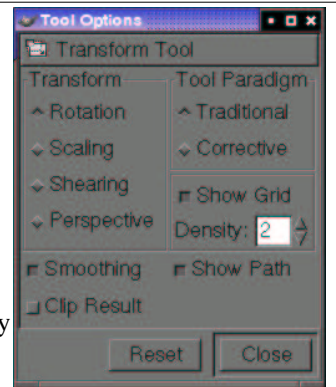 Tool Options
Transform Tool
Transform
Rotation
Scaling
Shearing
Perspective
Tool Paradigm
Traditional
Corrective
Show Grid
Density: 2
Smoothing
Show Path
Clip Result
y
Reset
Close